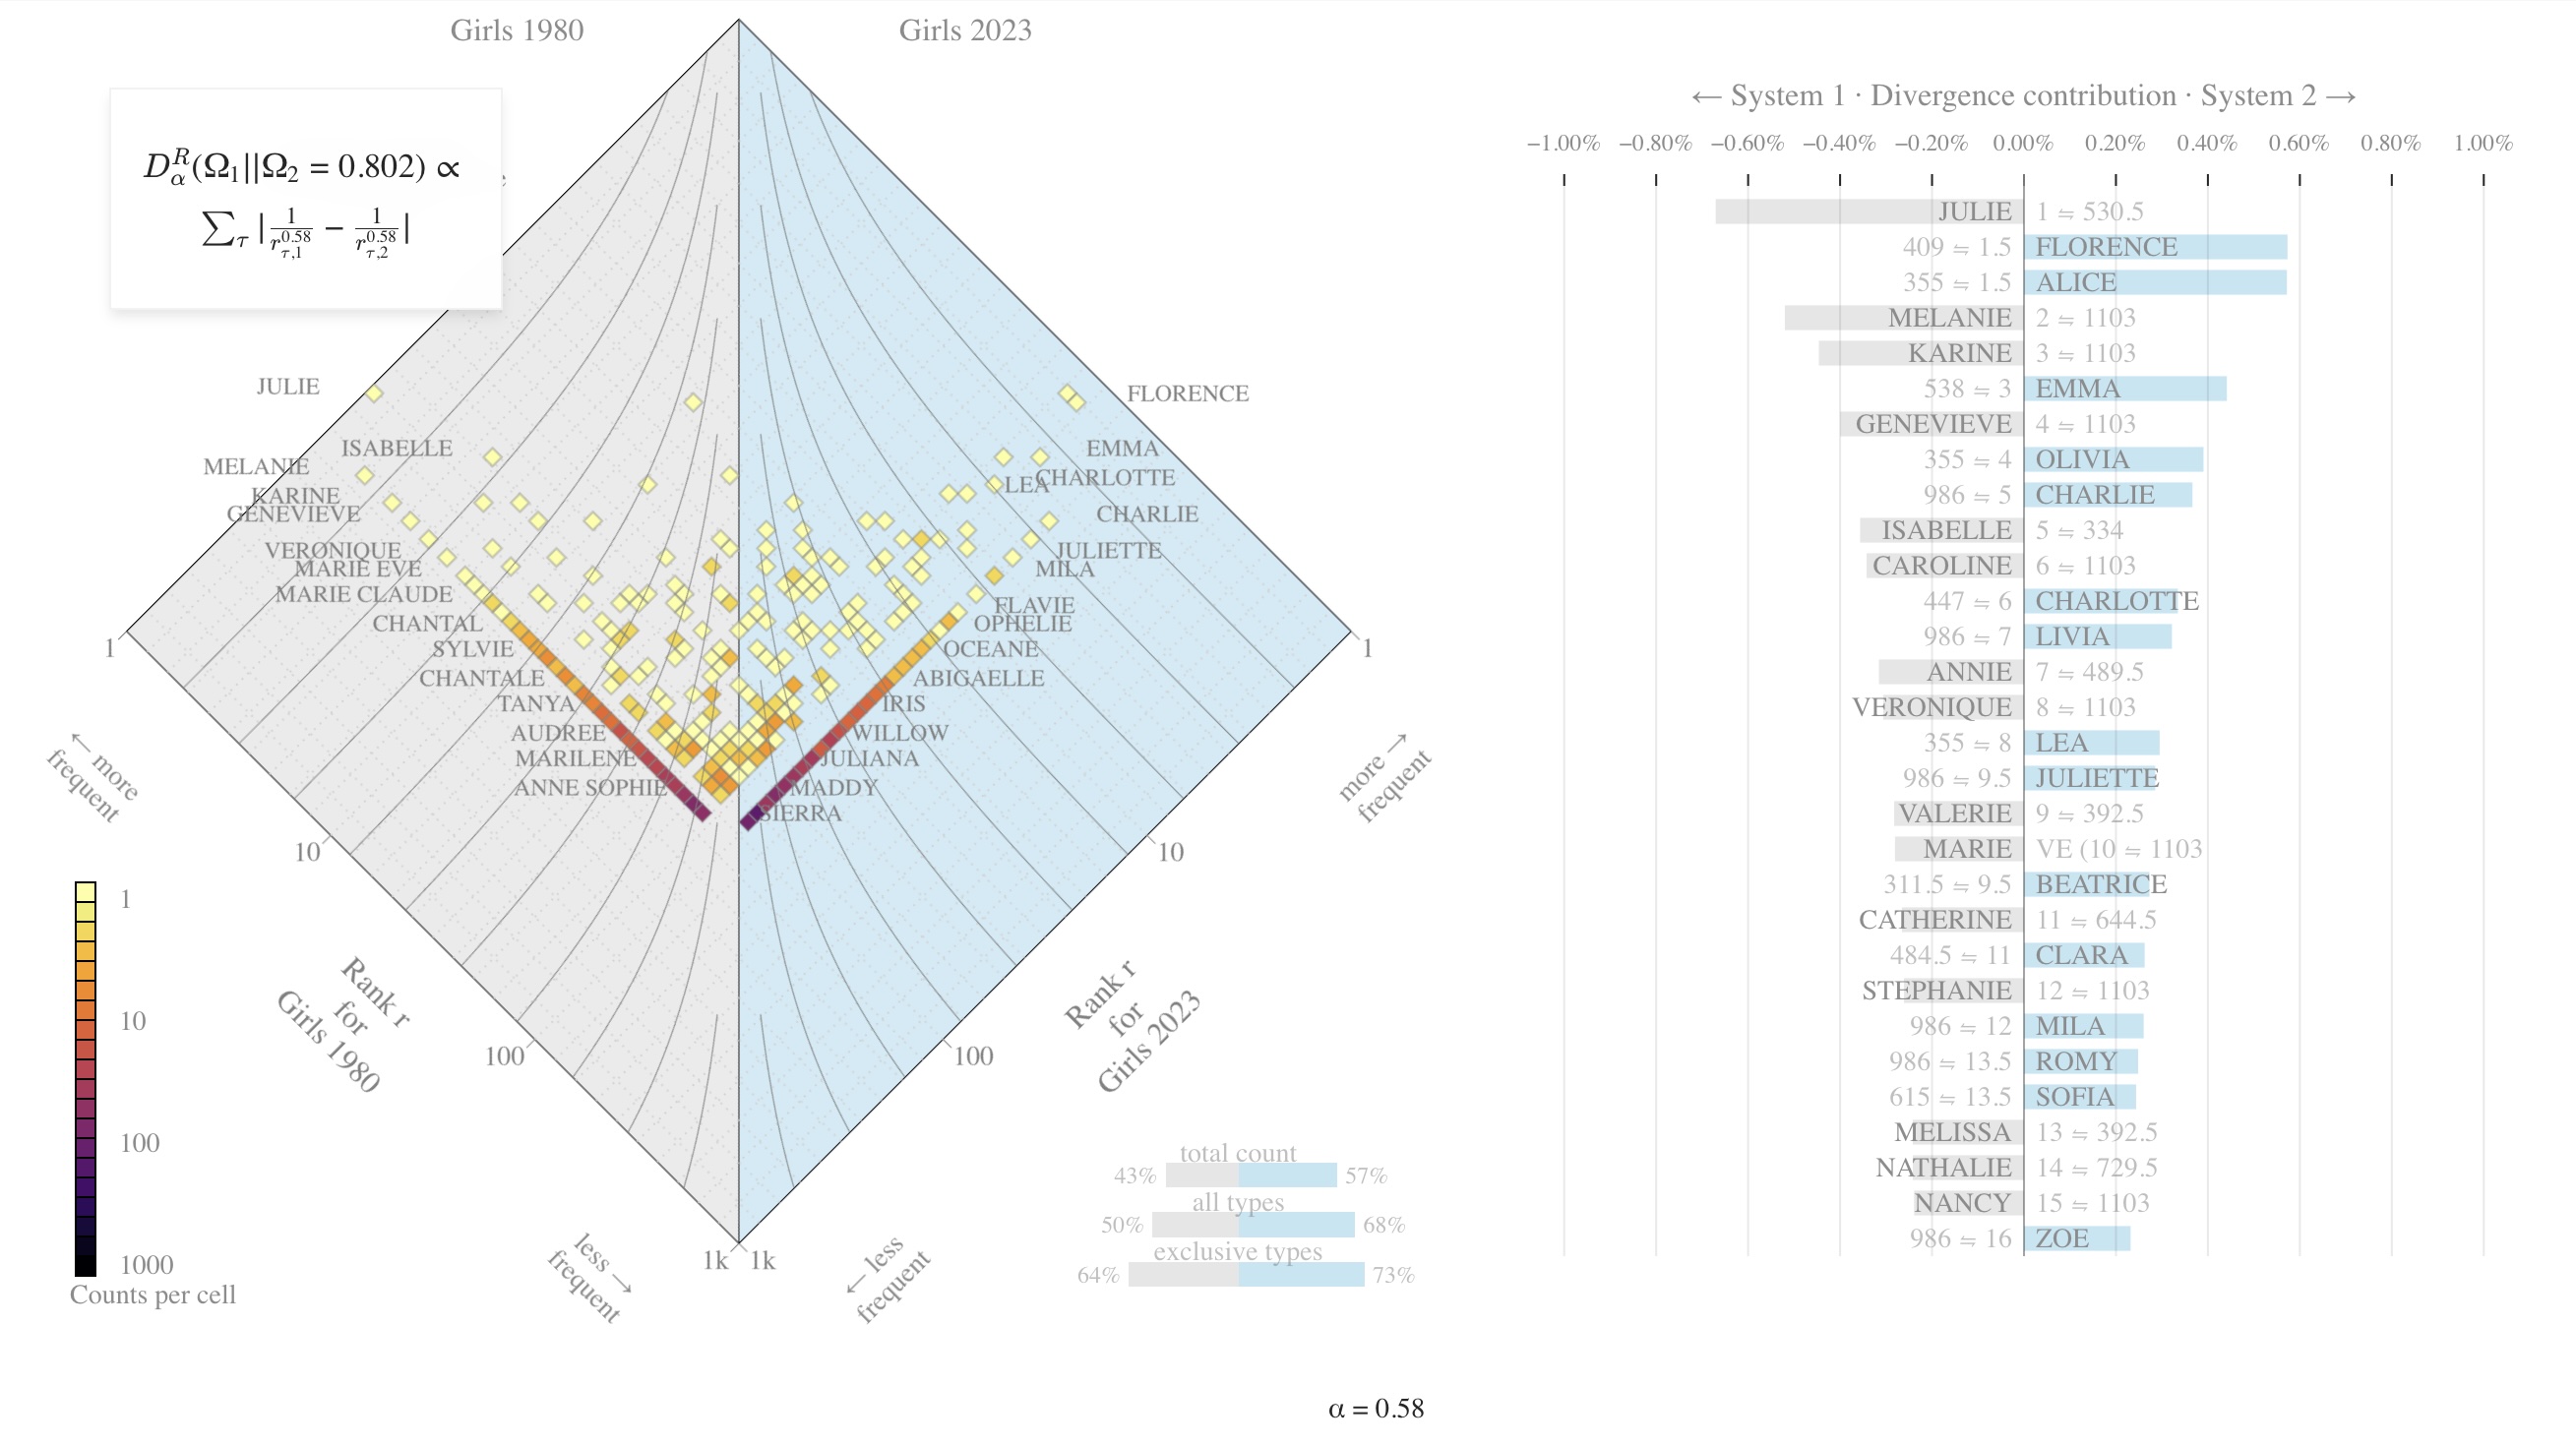 Girls 1980
Girls 2023
D^R_α(Ω₁||Ω₂ = 0.802) ∝
∑_τ |1/r_{τ,1}^{0.58} − 1/r_{τ,2}^{0.58}|
JULIE
FLORENCE
ISABELLE
EMMA
MELANIE
CHARLOTTE
LEA
KARINE
GENEVIEVE
CHARLIE
VERONIQUE
JULIETTE
MARIE EVE
MILA
MARIE CLAUDE
FLAVIE
CHANTAL
OPHELIE
SYLVIE
OCEANE
CHANTALE
ABIGAELLE
TANYA
IRIS
AUDREE
WILLOW
MARILENE
JULIANA
ANNE SOPHIE
MADDY
SIERRA
1
1
10
10
100
100
1k
1k
← more
frequent
more →
frequent
Rank r
for
Girls 1980
Rank r
for
Girls 2023
less →
frequent
← less
frequent
1
10
100
1000
Counts per cell
total count
43% 57%
all types
50% 68%
exclusive types
64% 73%
α = 0.58
← System 1 · Divergence contribution · System 2 →
−1.00% −0.80% −0.60% −0.40% −0.20% 0.00% 0.20% 0.40% 0.60% 0.80% 1.00%
JULIE 1 ⇋ 530.5
409 ⇋ 1.5 FLORENCE
355 ⇋ 1.5 ALICE
MELANIE 2 ⇋ 1103
KARINE 3 ⇋ 1103
538 ⇋ 3 EMMA
GENEVIEVE 4 ⇋ 1103
355 ⇋ 4 OLIVIA
986 ⇋ 5 CHARLIE
ISABELLE 5 ⇋ 334
CAROLINE 6 ⇋ 1103
447 ⇋ 6 CHARLOTTE
986 ⇋ 7 LIVIA
ANNIE 7 ⇋ 489.5
VERONIQUE 8 ⇋ 1103
355 ⇋ 8 LEA
986 ⇋ 9.5 JULIETTE
VALERIE 9 ⇋ 392.5
MARIE VE (10 ⇋ 1103
311.5 ⇋ 9.5 BEATRICE
CATHERINE 11 ⇋ 644.5
484.5 ⇋ 11 CLARA
STEPHANIE 12 ⇋ 1103
986 ⇋ 12 MILA
986 ⇋ 13.5 ROMY
615 ⇋ 13.5 SOFIA
MELISSA 13 ⇋ 392.5
NATHALIE 14 ⇋ 729.5
NANCY 15 ⇋ 1103
986 ⇋ 16 ZOE